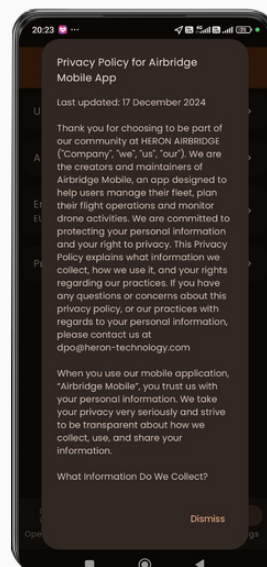 20:23
Privacy Policy for Airbridge
Mobile App
Last updated: 17 December 2024
Thank you for choosing to be part of
our community at HERON AIRBRIDGE
("Company", "we", "us", "our"). We are
the creators and maintainers of
Airbridge Mobile, an app designed to
help users manage their fleet, plan
their flight operations and monitor
drone activities. We are committed to
protecting your personal information
and your right to privacy. This Privacy
Policy explains what information we
collect, how we use it, and your rights
regarding our practices. If you have
any questions or concerns about this
privacy policy, or our practices with
regards to your personal information,
please contact us at
dpo@heron-technology.com
When you use our mobile application,
"Airbridge Mobile", you trust us with
your personal information. We take
your privacy very seriously and strive
to be transparent about how we
collect, use, and share your
information.
What Information Do We Collect?
Dismiss